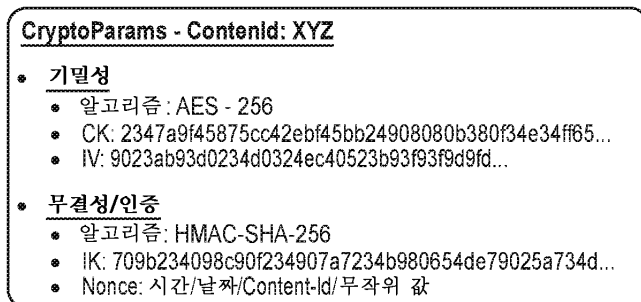 CryptoParams - ContenId: XYZ
• 기밀성
• 알고리즘: AES - 256
• CK: 2347a9f45875cc42ebf45bb24908080b380f34e34ff65...
• IV: 9023ab93d0234d0324ec40523b93f93f9d9fd...
• 무결성/인증
• 알고리즘: HMAC-SHA-256
• IK: 709b234098c90f234907a7234b980654de79025a734d...
• Nonce: 시간/날짜/Content-Id/무작위 값